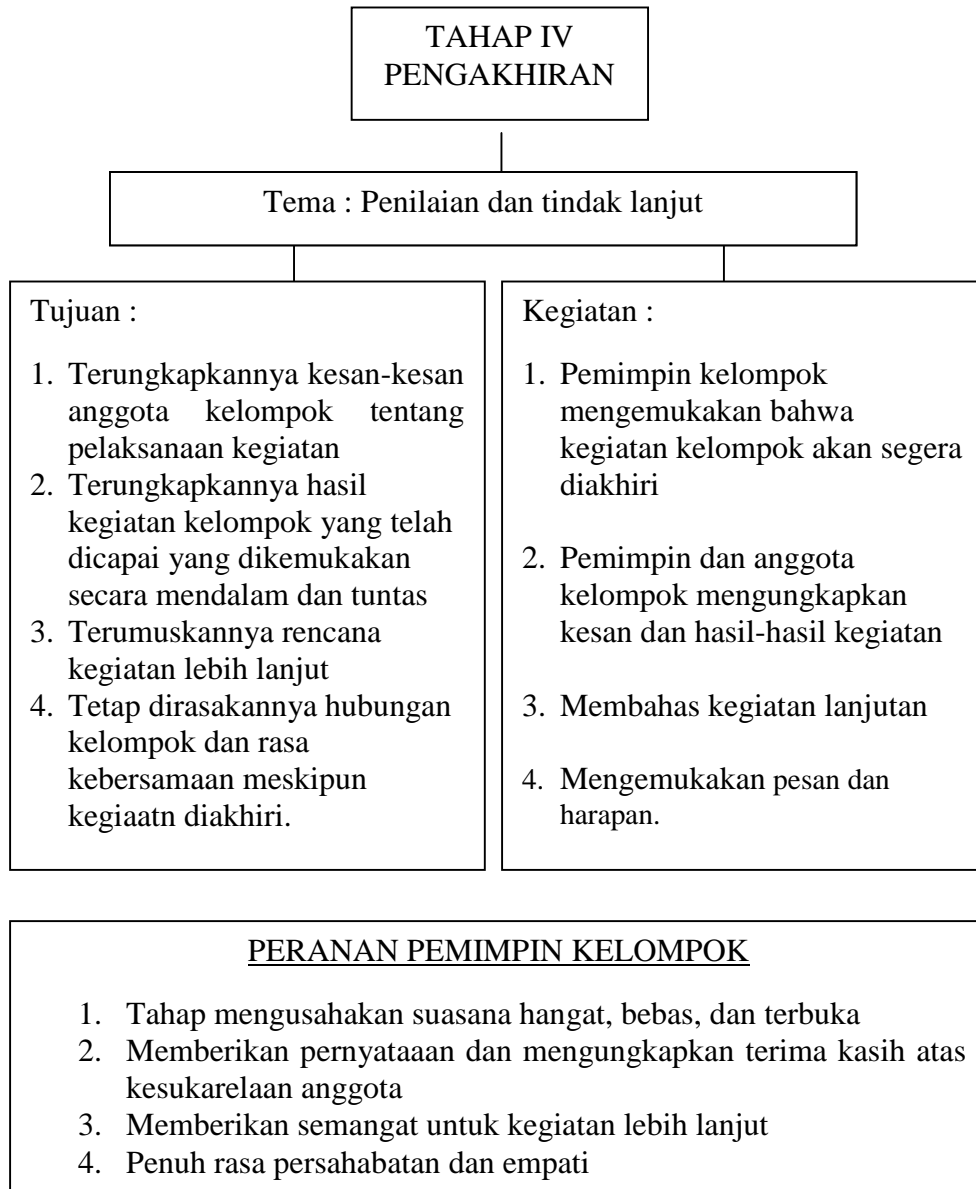 TAHAP IV
PENGAKHIRAN
Tema : Penilaian dan tindak lanjut
Tujuan :
1. Terungkapkannya kesan-kesan
anggota kelompok tentang
pelaksanaan kegiatan
2. Terungkapkannya hasil
kegiatan kelompok yang telah
dicapai yang dikemukakan
secara mendalam dan tuntas
3. Terumuskannya rencana
kegiatan lebih lanjut
4. Tetap dirasakannya hubungan
kelompok dan rasa
kebersamaan meskipun
kegiaatn diakhiri.
Kegiatan :
1. Pemimpin kelompok
mengemukakan bahwa
kegiatan kelompok akan segera
diakhiri
2. Pemimpin dan anggota
kelompok mengungkapkan
kesan dan hasil-hasil kegiatan
3. Membahas kegiatan lanjutan
4. Mengemukakan pesan dan
harapan.
PERANAN PEMIMPIN KELOMPOK
1. Tahap mengusahakan suasana hangat, bebas, dan terbuka
2. Memberikan pernyataaan dan mengungkapkan terima kasih atas
kesukarelaan anggota
3. Memberikan semangat untuk kegiatan lebih lanjut
4. Penuh rasa persahabatan dan empati